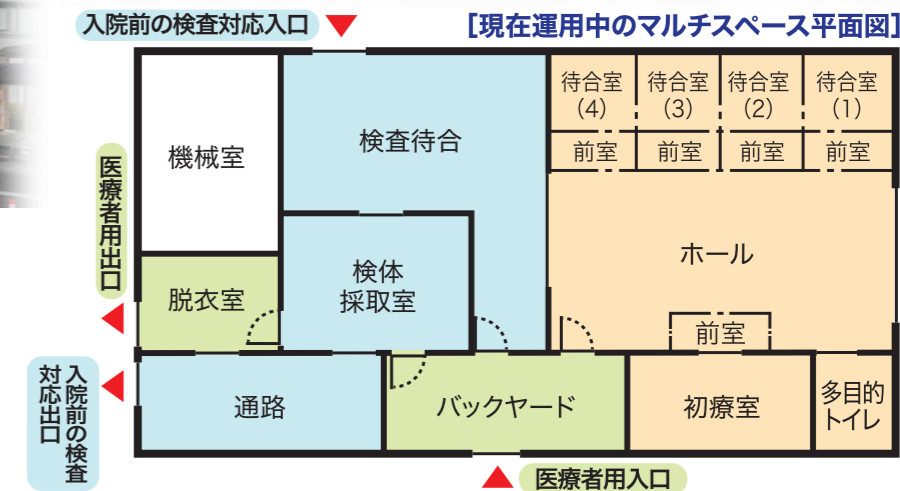 入院前の検査対応入口
[現在運用中のマルチスペース平面図]
機械室
検査待合
待合室
(4)
待合室
(3)
待合室
(2)
待合室
(1)
前室
前室
前室
前室
医療者用出口
脱衣室
検体
採取室
ホール
前室
入院前の検査
対応出口
通路
バックヤード
初療室
多目的
トイレ
医療者用入口